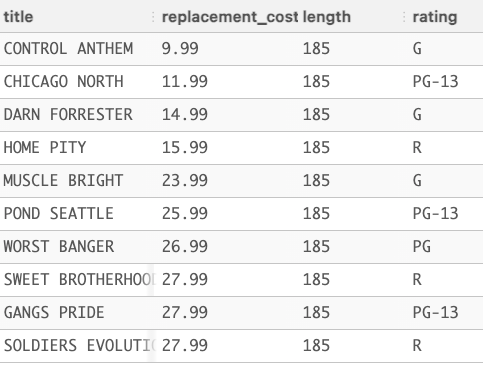 title replacement_cost length rating
CONTROL ANTHEM 9.99 185 G
CHICAGO NORTH 11.99 185 PG-13
DARN FORRESTER 14.99 185 G
HOME PITY 15.99 185 R
MUSCLE BRIGHT 23.99 185 G
POND SEATTLE 25.99 185 PG-13
WORST BANGER 26.99 185 PG
SWEET BROTHERHOO 27.99 185 R
GANGS PRIDE 27.99 185 PG-13
SOLDIERS EVOLUTI 27.99 185 R